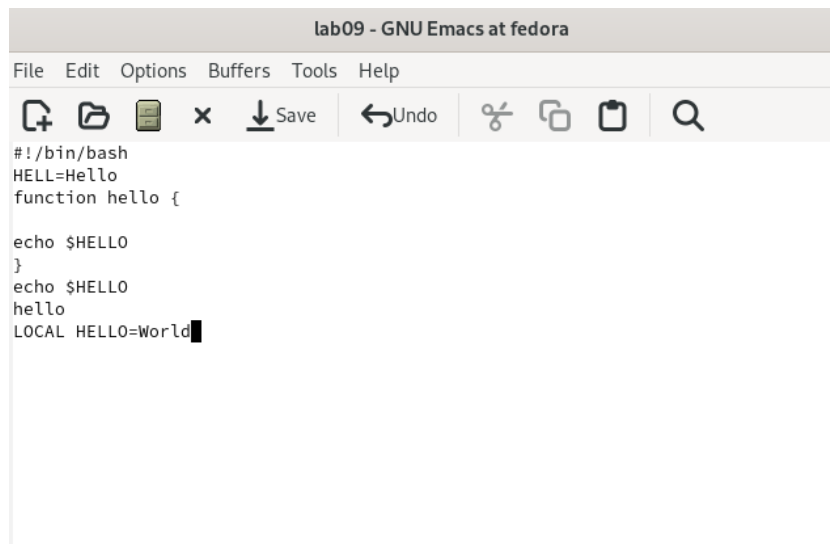 lab09 - GNU Emacs at fedora
File Edit Options Buffers Tools Help
Save Undo
#!/bin/bash
HELL=Hello
function hello {
echo $HELLO
}
echo $HELLO
hello
LOCAL HELLO=World